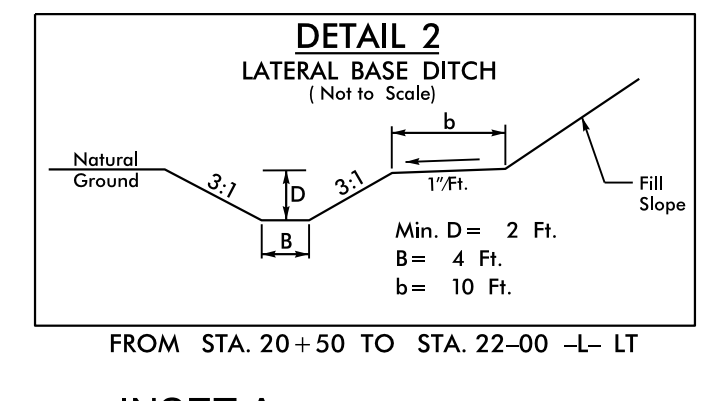 DETAIL 2
LATERAL BASE DITCH
( Not to Scale)
b
Natural
Ground
3:1
D
3:1
1"/Ft.
Fill
Slope
B
Min. D = 2 Ft.
B = 4 Ft.
b = 10 Ft.
FROM STA. 20+50 TO STA. 22–00 –L– LT